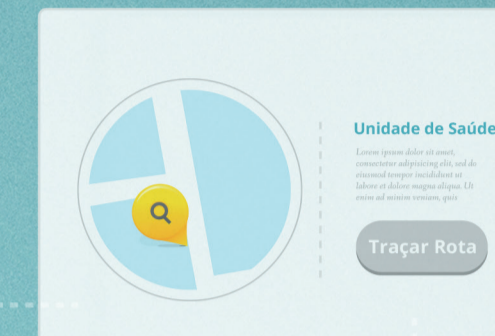 Unidade de Saúde
Lorem ipsum dolor sit amet,
consectetur adipisicing elit, sed do
eiusmod tempor incididunt ut
labore et dolore magna aliqua. Ut
enim ad minim veniam, quis
Traçar Rota